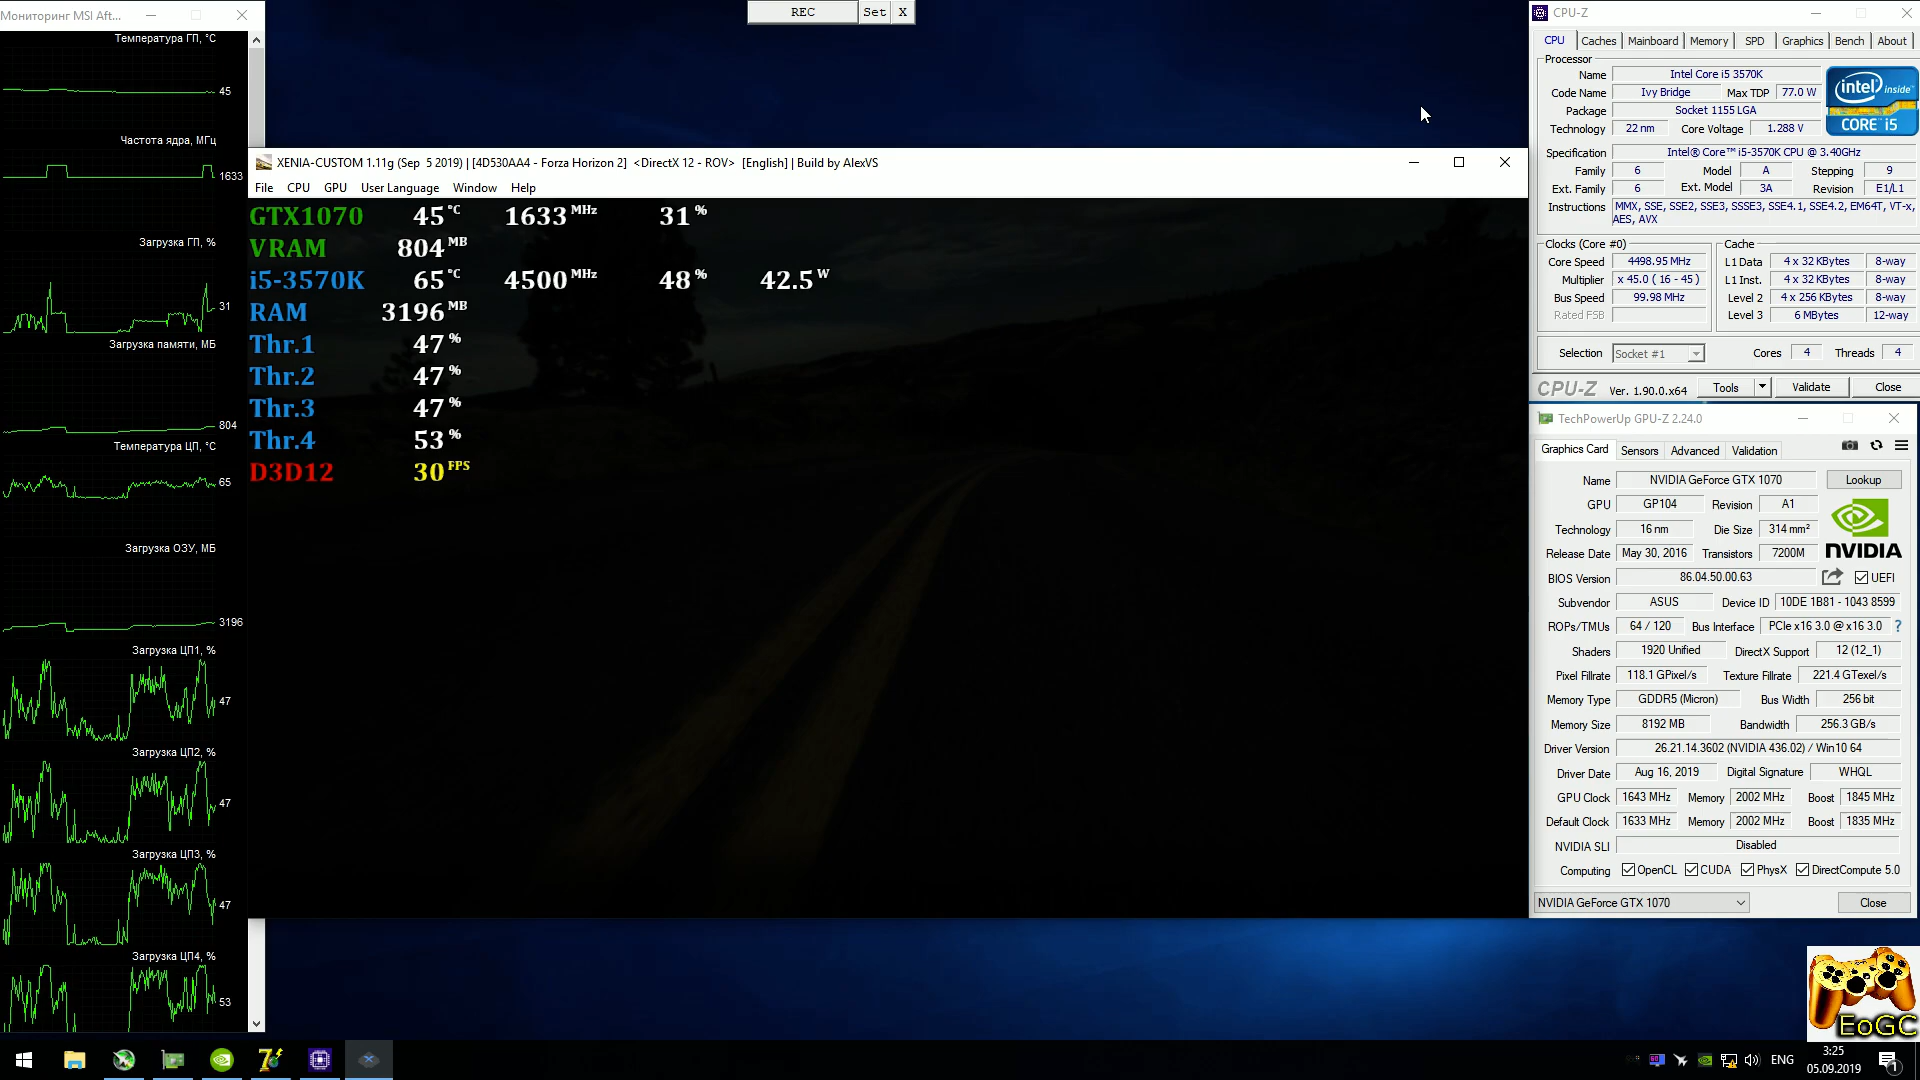 Мониторинг MSI Aft...
Температура ГП, °C
45
Частота ядра, МГц
1633
Загрузка ГП, %
31
Загрузка памяти, МБ
804
Температура ЦП, °C
65
Загрузка ОЗУ, МБ
3196
Загрузка ЦП1, %
47
Загрузка ЦП2, %
47
Загрузка ЦП3, %
47
Загрузка ЦП4, %
53
REC Set X
XENIA-CUSTOM 1.11g (Sep 5 2019) | [4D530AA4 - Forza Horizon 2] <DirectX 12 - ROV> [English] | Build by AlexVS
File CPU GPU User Language Window Help
GTX1070 45 °C 1633 MHz 31 %
VRAM 804 MB
i5-3570K 65 °C 4500 MHz 48 % 42.5 W
RAM 3196 MB
Thr.1 47 %
Thr.2 47 %
Thr.3 47 %
Thr.4 53 %
D3D12 30 FPS
CPU-Z
CPU Caches Mainboard Memory SPD Graphics Bench About
Processor
Name Intel Core i5 3570K
Code Name Ivy Bridge Max TDP 77.0 W
Package Socket 1155 LGA
Technology 22 nm Core Voltage 1.288 V
intel inside™
CORE i5
Specification Intel® Core™ i5-3570K CPU @ 3.40GHz
Family 6 Model A Stepping 9
Ext. Family 6 Ext. Model 3A Revision E1/L1
Instructions MMX, SSE, SSE2, SSE3, SSSE3, SSE4.1, SSE4.2, EM64T, VT-x,
AES, AVX
Clocks (Core #0) Cache
Core Speed 4498.95 MHz L1 Data 4 x 32 KBytes 8-way
Multiplier x 45.0 ( 16 - 45 ) L1 Inst. 4 x 32 KBytes 8-way
Bus Speed 99.98 MHz Level 2 4 x 256 KBytes 8-way
Rated FSB Level 3 6 MBytes 12-way
Selection Socket #1 Cores 4 Threads 4
CPU-Z Ver. 1.90.0.x64 Tools Validate Close
TechPowerUp GPU-Z 2.24.0
Graphics Card Sensors Advanced Validation
Name NVIDIA GeForce GTX 1070 Lookup
GPU GP104 Revision A1
Technology 16 nm Die Size 314 mm²
Release Date May 30, 2016 Transistors 7200M
NVIDIA
BIOS Version 86.04.50.00.63 UEFI
Subvendor ASUS Device ID 10DE 1B81 - 1043 8599
ROPs/TMUs 64 / 120 Bus Interface PCIe x16 3.0 @ x16 3.0 ?
Shaders 1920 Unified DirectX Support 12 (12_1)
Pixel Fillrate 118.1 GPixel/s Texture Fillrate 221.4 GTexel/s
Memory Type GDDR5 (Micron) Bus Width 256 bit
Memory Size 8192 MB Bandwidth 256.3 GB/s
Driver Version 26.21.14.3602 (NVIDIA 436.02) / Win10 64
Driver Date Aug 16, 2019 Digital Signature WHQL
GPU Clock 1643 MHz Memory 2002 MHz Boost 1845 MHz
Default Clock 1633 MHz Memory 2002 MHz Boost 1835 MHz
NVIDIA SLI Disabled
Computing OpenCL CUDA PhysX DirectCompute 5.0
NVIDIA GeForce GTX 1070 Close
EoGC
ENG 3:25
05.09.2019
1